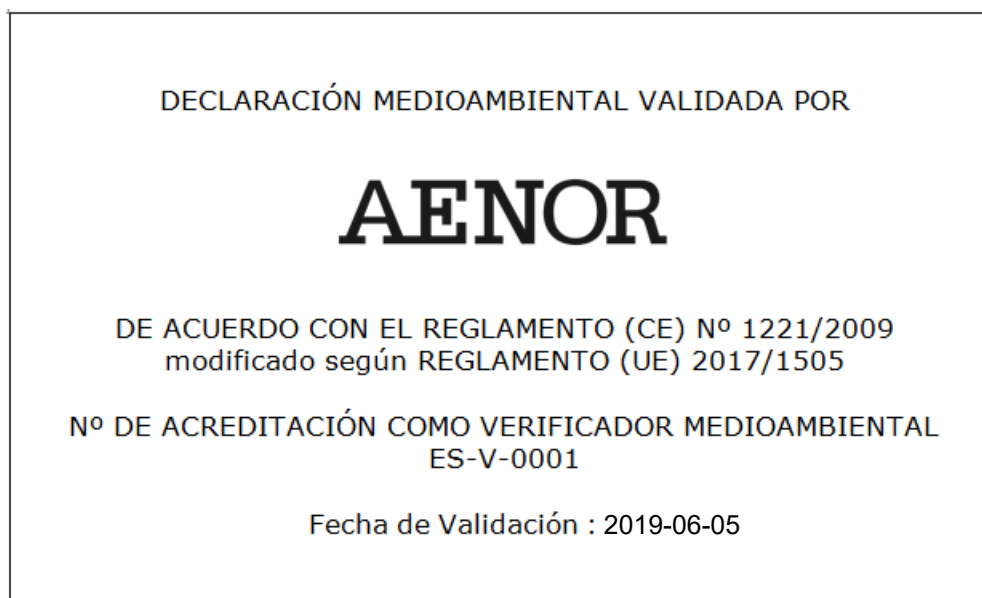 DECLARACIÓN MEDIOAMBIENTAL VALIDADA POR
AENOR
DE ACUERDO CON EL REGLAMENTO (CE) Nº 1221/2009
modificado según REGLAMENTO (UE) 2017/1505
Nº DE ACREDITACIÓN COMO VERIFICADOR MEDIOAMBIENTAL
ES-V-0001
Fecha de Validación : 2019-06-05